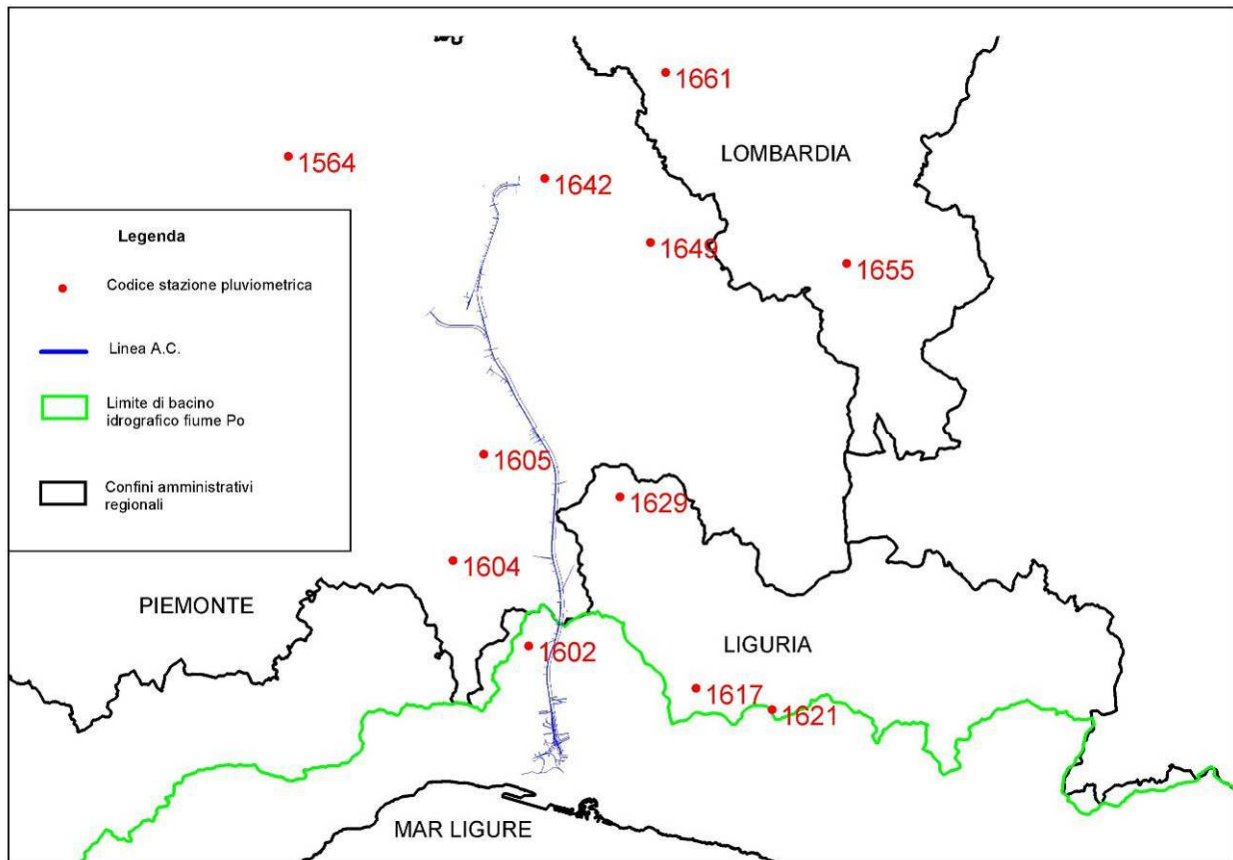 1661
LOMBARDIA
1564
1642
Legenda
1649
1655
Codice stazione pluviometrica
Linea A.C.
Limite di bacino
idrografico fiume Po
1605
Confini amministrativi
regionali
1629
1604
PIEMONTE
1602
LIGURIA
1617
1621
MAR LIGURE